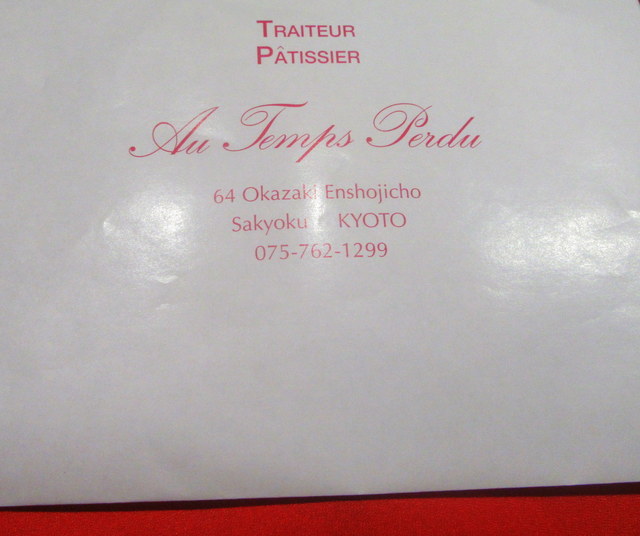 TRAITEUR
PÂTISSIER
Au Temps Perdu
64 Okazaki Enshojicho
Sakyoku KYOTO
075-762-1299